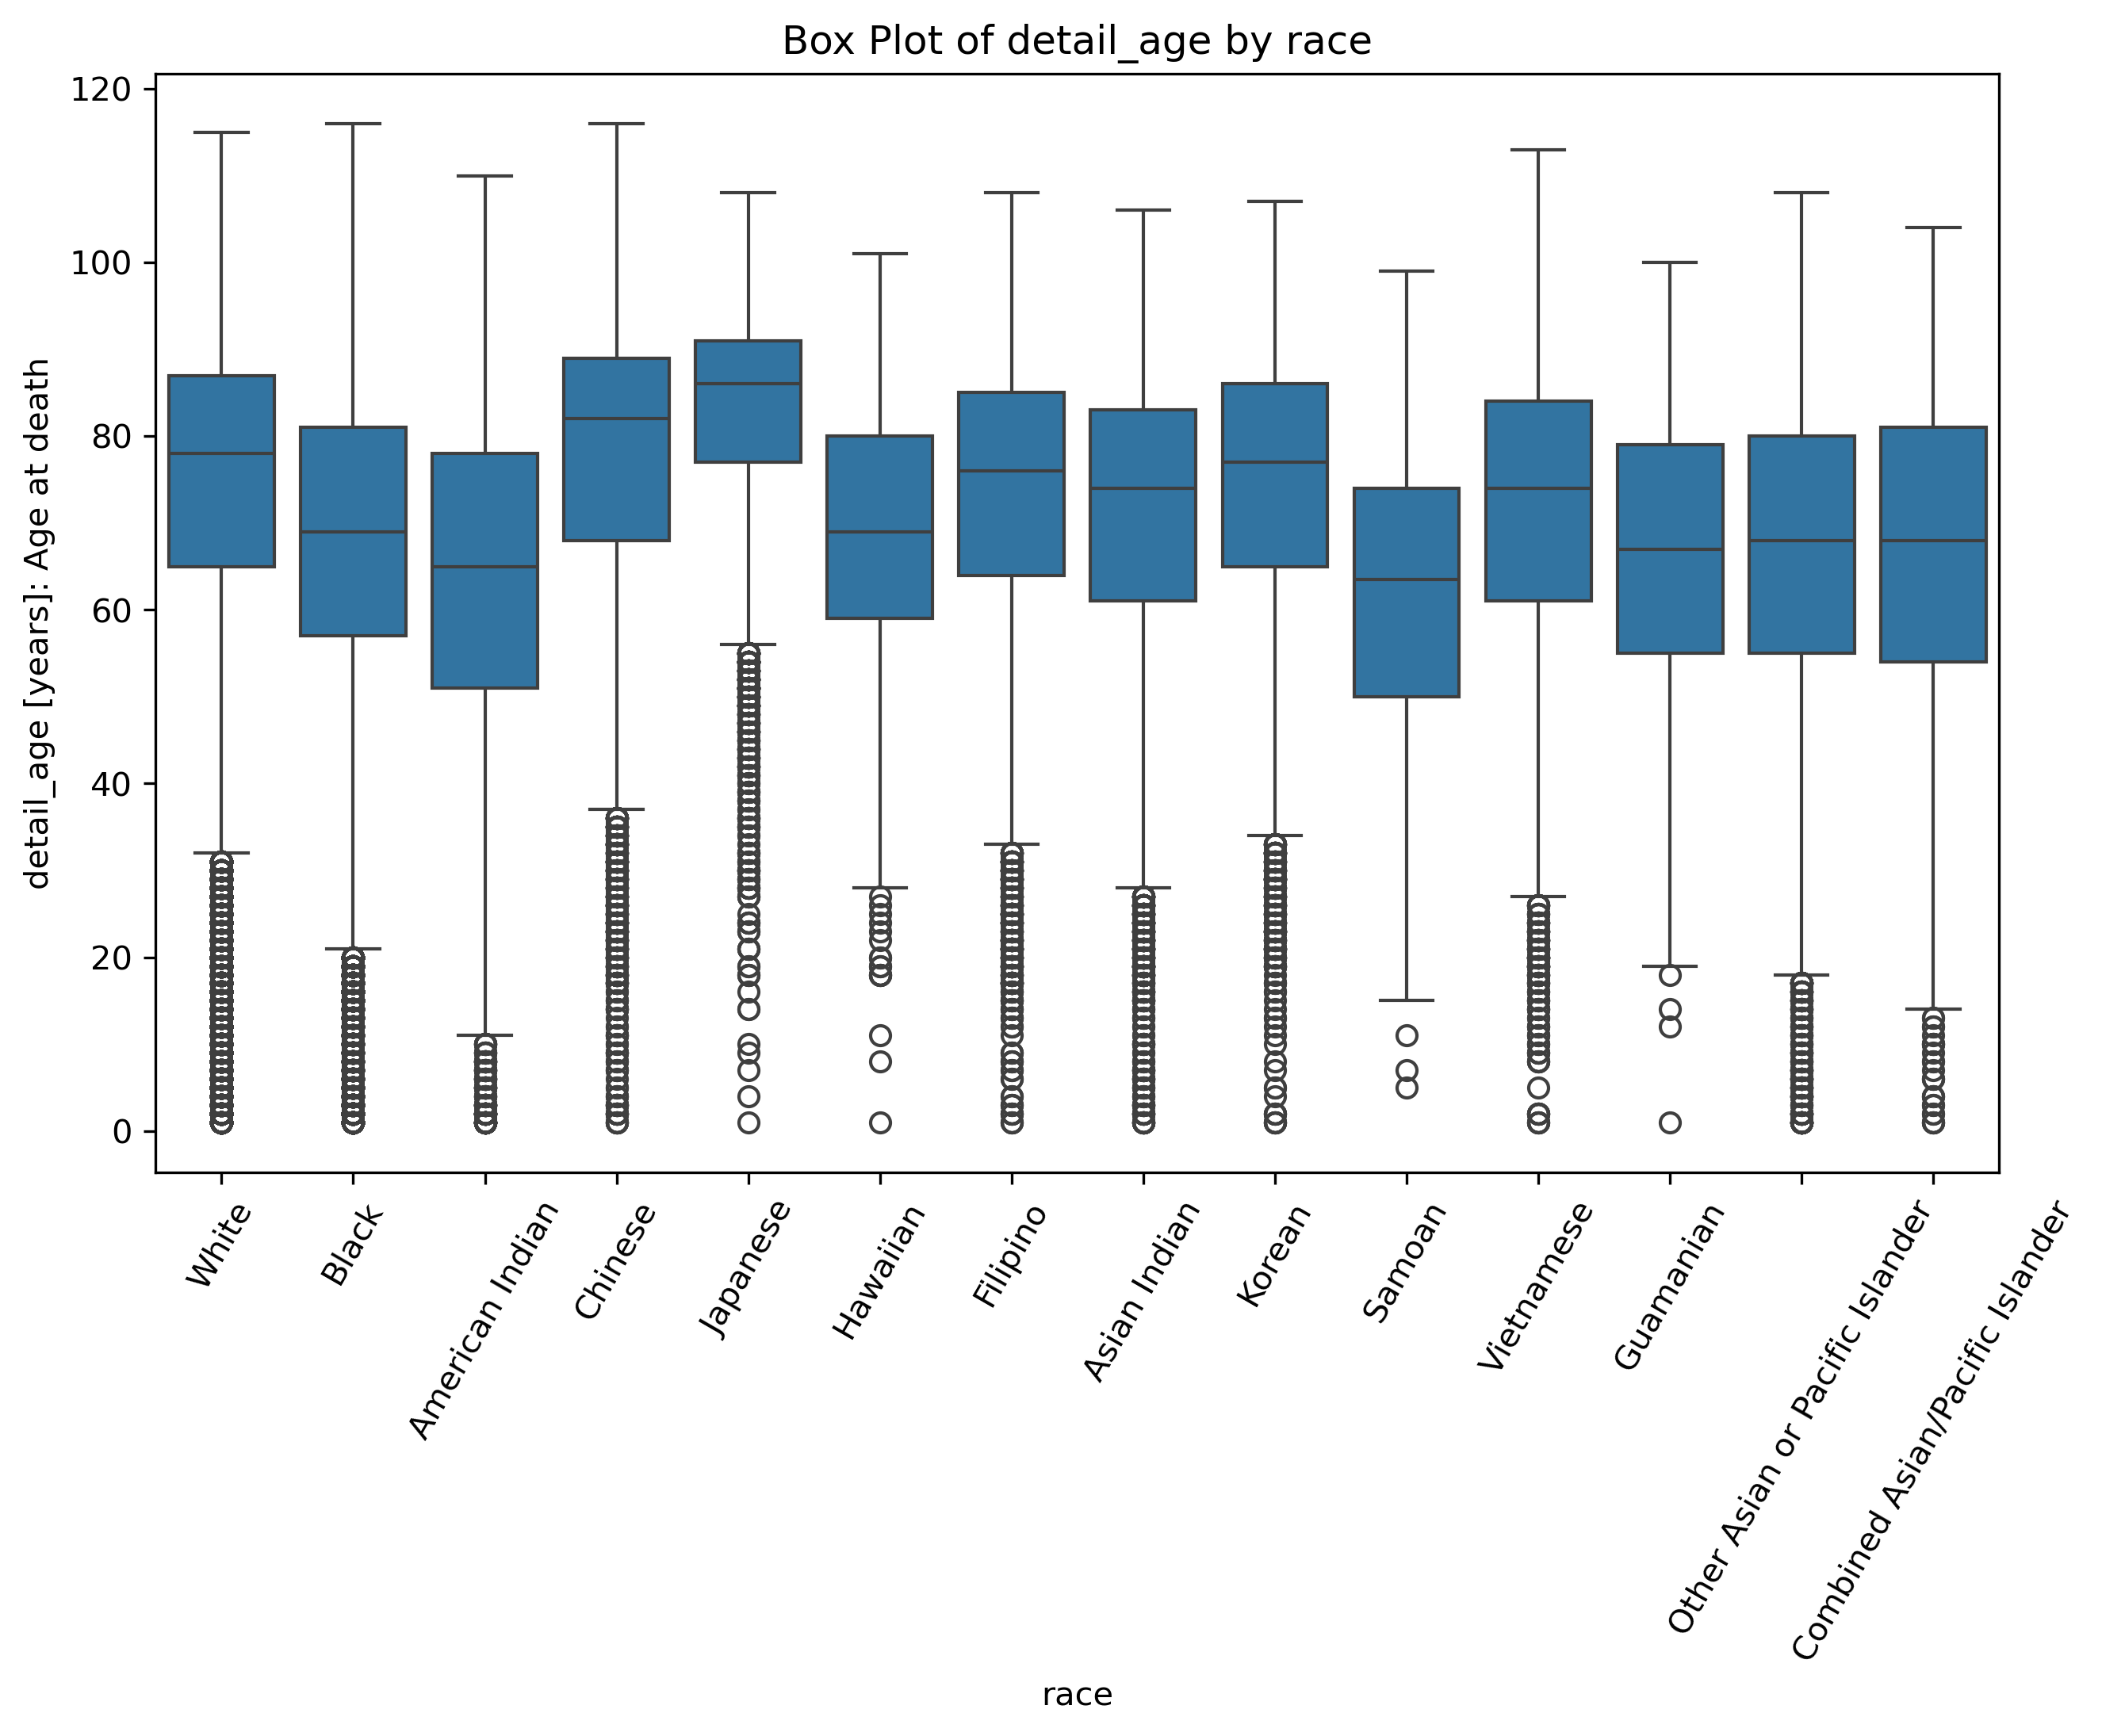 Box Plot of detail_age by race
detail_age [years]: Age at death
120
100
80
60
40
20
0
White
Black
American Indian
Chinese
Japanese
Hawaiian
Filipino
Asian Indian
Korean
Samoan
Vietnamese
Guamanian
Other Asian or Pacific Islander
Combined Asian/Pacific Islander
race